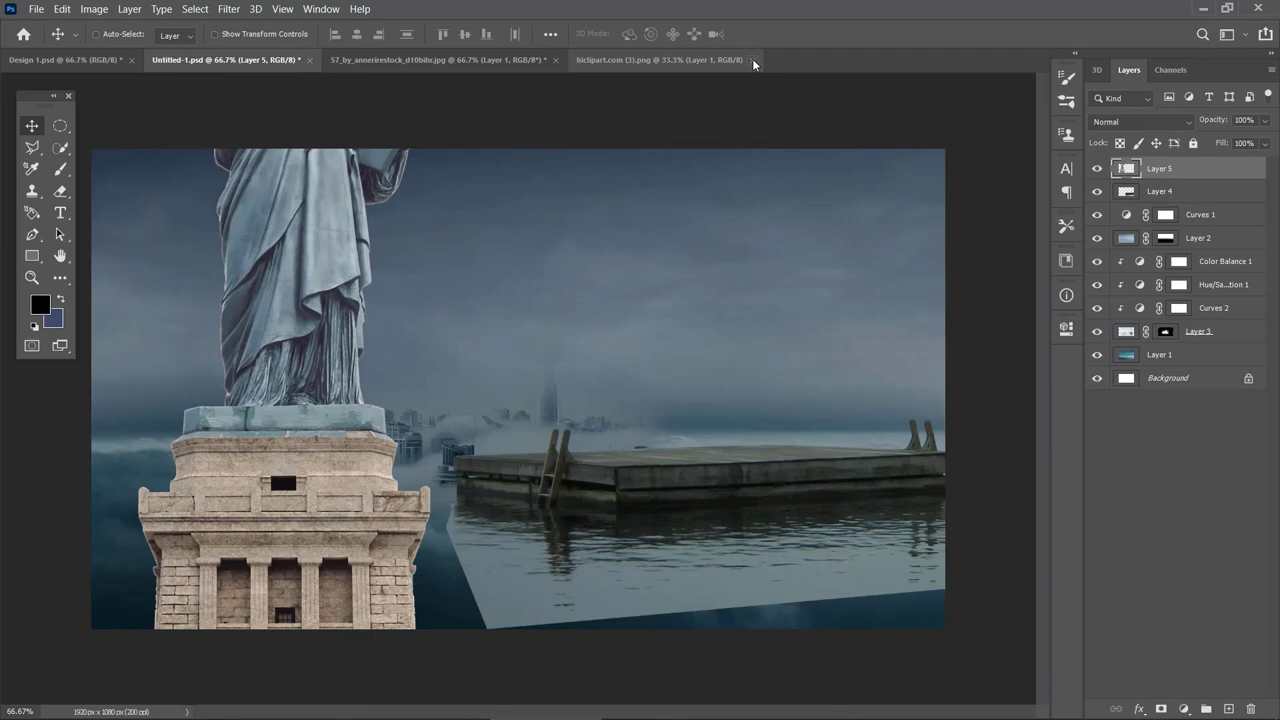 Ps File Edit Image Layer Type Select Filter 3D View Window Help
Auto-Select: Layer Show Transform Controls 3D Mode:
Design 1.psd @ 66.7% (RGB/8) * Untitled-1.psd @ 66.7% (Layer 5, RGB/8) * 57_by_annerirestock_d10bihr.jpg @ 66.7% (Layer 1, RGB/8*) * hiclipart.com (3).png @ 33.3% (Layer 1, RGB/8)
3D Layers Channels
Kind
Normal Opacity: 100%
Lock: Fill: 100%
Layer 5
Layer 4
Curves 1
Layer 2
Color Balance 1
Hue/Sa...tion 1
Curves 2
Layer 3
Layer 1
Background
66.67% 1920 px x 1080 px (200 ppi)